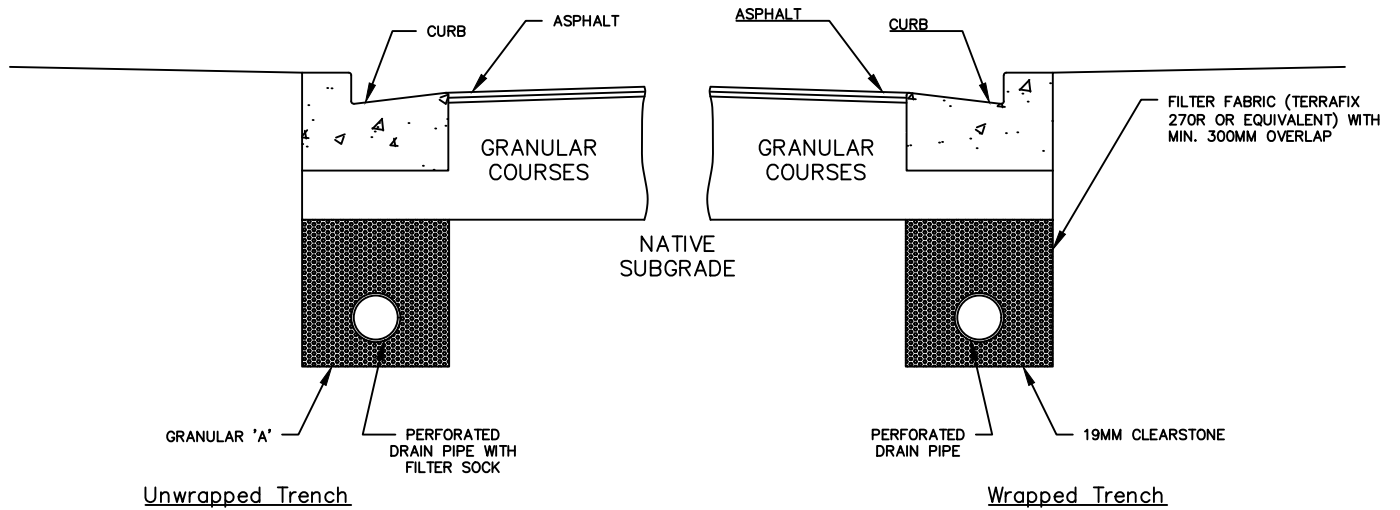 CURB
ASPHALT
ASPHALT
CURB
FILTER FABRIC (TERRAFIX
270R OR EQUIVALENT) WITH
MIN. 300MM OVERLAP
GRANULAR
COURSES
GRANULAR
COURSES
NATIVE
SUBGRADE
GRANULAR 'A'
PERFORATED
DRAIN PIPE WITH
FILTER SOCK
PERFORATED
DRAIN PIPE
19MM CLEARSTONE
Unwrapped Trench
Wrapped Trench